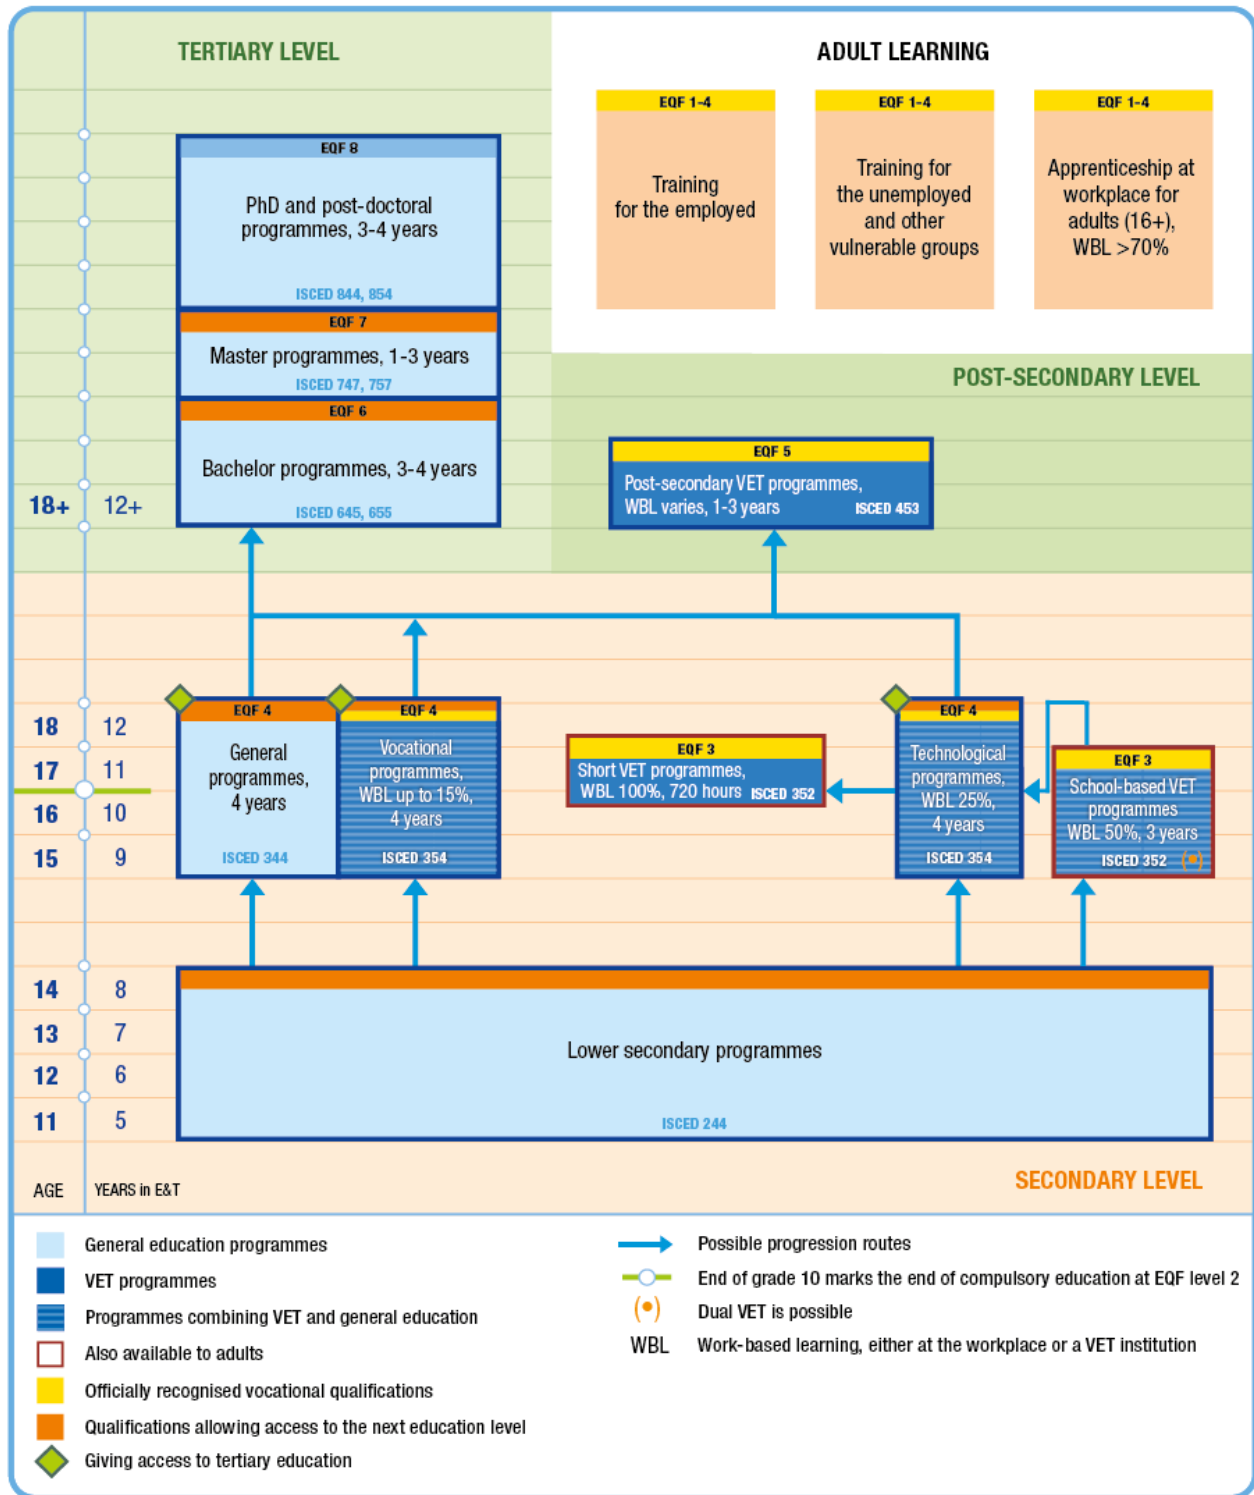 TERTIARY LEVEL
ADULT LEARNING
EQF 1-4
Training
for the employed
EQF 1-4
Training for
the unemployed
and other
vulnerable groups
EQF 1-4
Apprenticeship at
workplace for
adults (16+),
WBL >70%
EQF 8
PhD and post-doctoral
programmes, 3-4 years
ISCED 844, 854
EQF 7
Master programmes, 1-3 years
ISCED 747, 757
EQF 6
Bachelor programmes, 3-4 years
ISCED 645, 655
POST-SECONDARY LEVEL
EQF 5
Post-secondary VET programmes,
WBL varies, 1-3 years ISCED 453
18+ 12+
18 12
17 11
16 10
15 9
EQF 4
General
programmes,
4 years
ISCED 344
EQF 4
Vocational
programmes,
WBL up to 15%,
4 years
ISCED 354
EQF 3
Short VET programmes,
WBL 100%, 720 hours ISCED 352
EQF 4
Technological
programmes,
WBL 25%,
4 years
ISCED 354
EQF 3
School-based VET
programmes
WBL 50%, 3 years
ISCED 352
14 8
13 7
12 6
11 5
Lower secondary programmes
ISCED 244
AGE YEARS in E&T
SECONDARY LEVEL
General education programmes
VET programmes
Programmes combining VET and general education
Also available to adults
Officially recognised vocational qualifications
Qualifications allowing access to the next education level
Giving access to tertiary education
Possible progression routes
End of grade 10 marks the end of compulsory education at EQF level 2
Dual VET is possible
WBL Work-based learning, either at the workplace or a VET institution